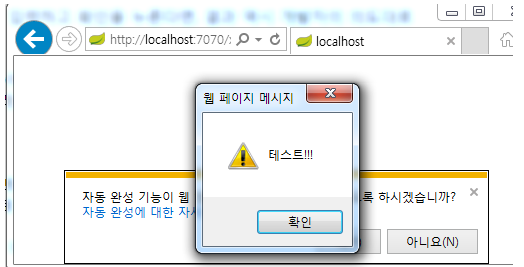 http://localhost:7070/
localhost
웹 페이지 메시지
테스트!!!
자동 완성 기능이 웹
록 하시겠습니까?
자동 완성에 대한
확인
아니요(N)